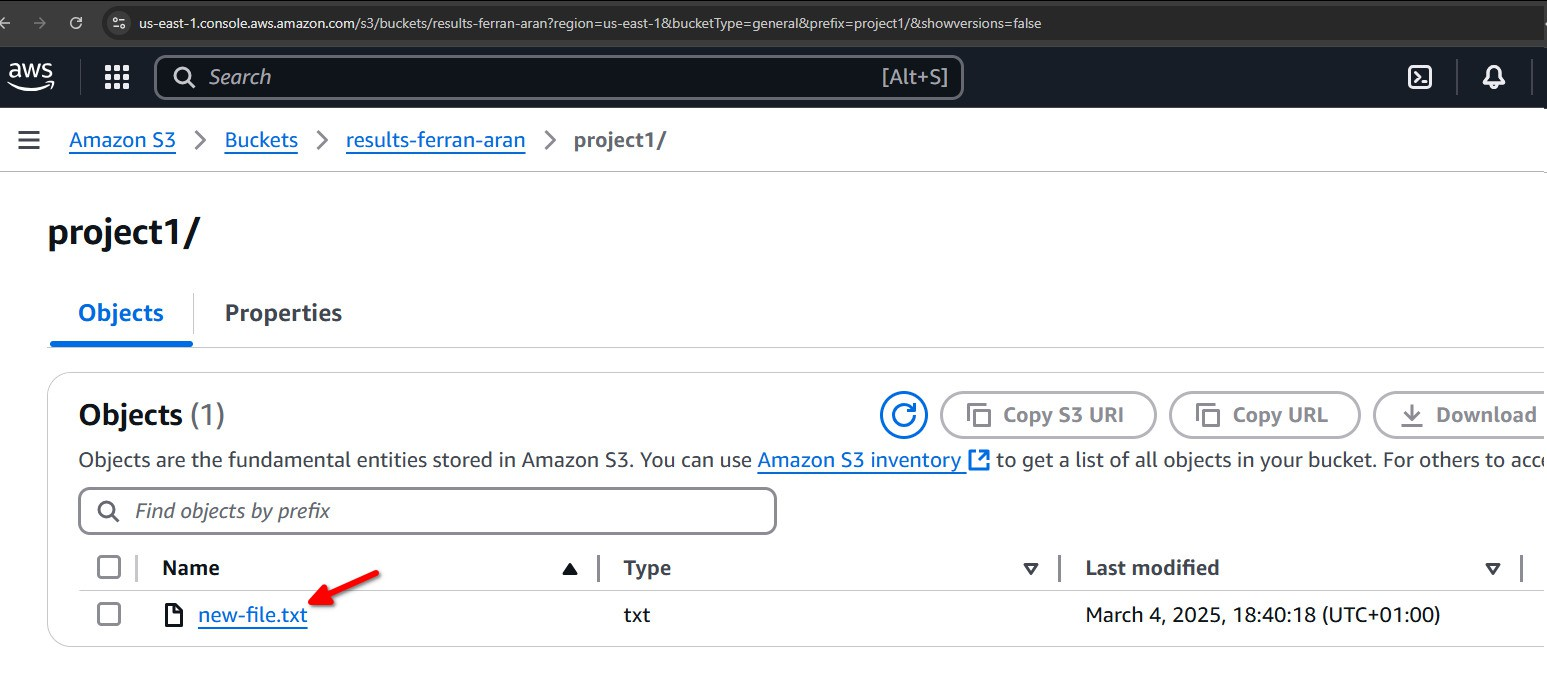 us-east-1.console.aws.amazon.com/s3/buckets/results-ferran-aran?region=us-east-1&bucketType=general&prefix=project1/&showversions=false
aws Search [Alt+S]
Amazon S3 > Buckets > results-ferran-aran > project1/
project1/
Objects Properties
Objects (1) Copy S3 URI Copy URL Download
Objects are the fundamental entities stored in Amazon S3. You can use Amazon S3 inventory to get a list of all objects in your bucket. For others to acc
Find objects by prefix
Name Type Last modified
new-file.txt txt March 4, 2025, 18:40:18 (UTC+01:00)